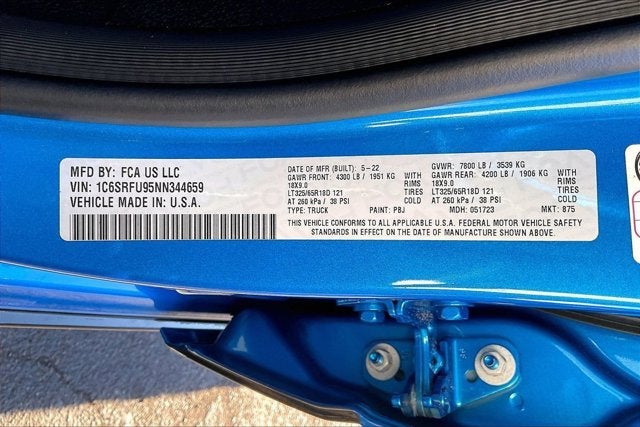 MFD BY: FCA US LLC
VIN: 1C6SRFU95NN344659
VEHICLE MADE IN: U.S.A.
DATE OF MFR (BUILT): 5-22
GAWR FRONT: 4300 LB / 1951 KG
18X9.0
LT325/65R18D 121
AT 260 kPa / 38 PSI
TYPE: TRUCK
RIMS
TIRES
COLD
PAINT: PBJ
GVWR: 7800 LB / 3539 KG
GAWR REAR: 4200 LB / 1906 KG
18X9.0
LT325/65R18D 121
AT 260 kPa / 38 PSI
MDH: 051723
RIMS
TIRES
COLD
MKT: 875
THIS VEHICLE CONFORMS TO ALL APPLICABLE U.S.A. FEDERAL MOTOR VEHICLE SAFETY
STANDARDS IN EFFECT ON THE DATE OF MANUFACTURE SHOWN ABOVE.